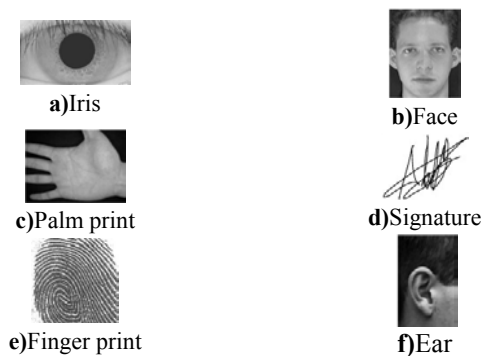 a)Iris
b)Face
c)Palm print
d)Signature
e)Finger print
f)Ear